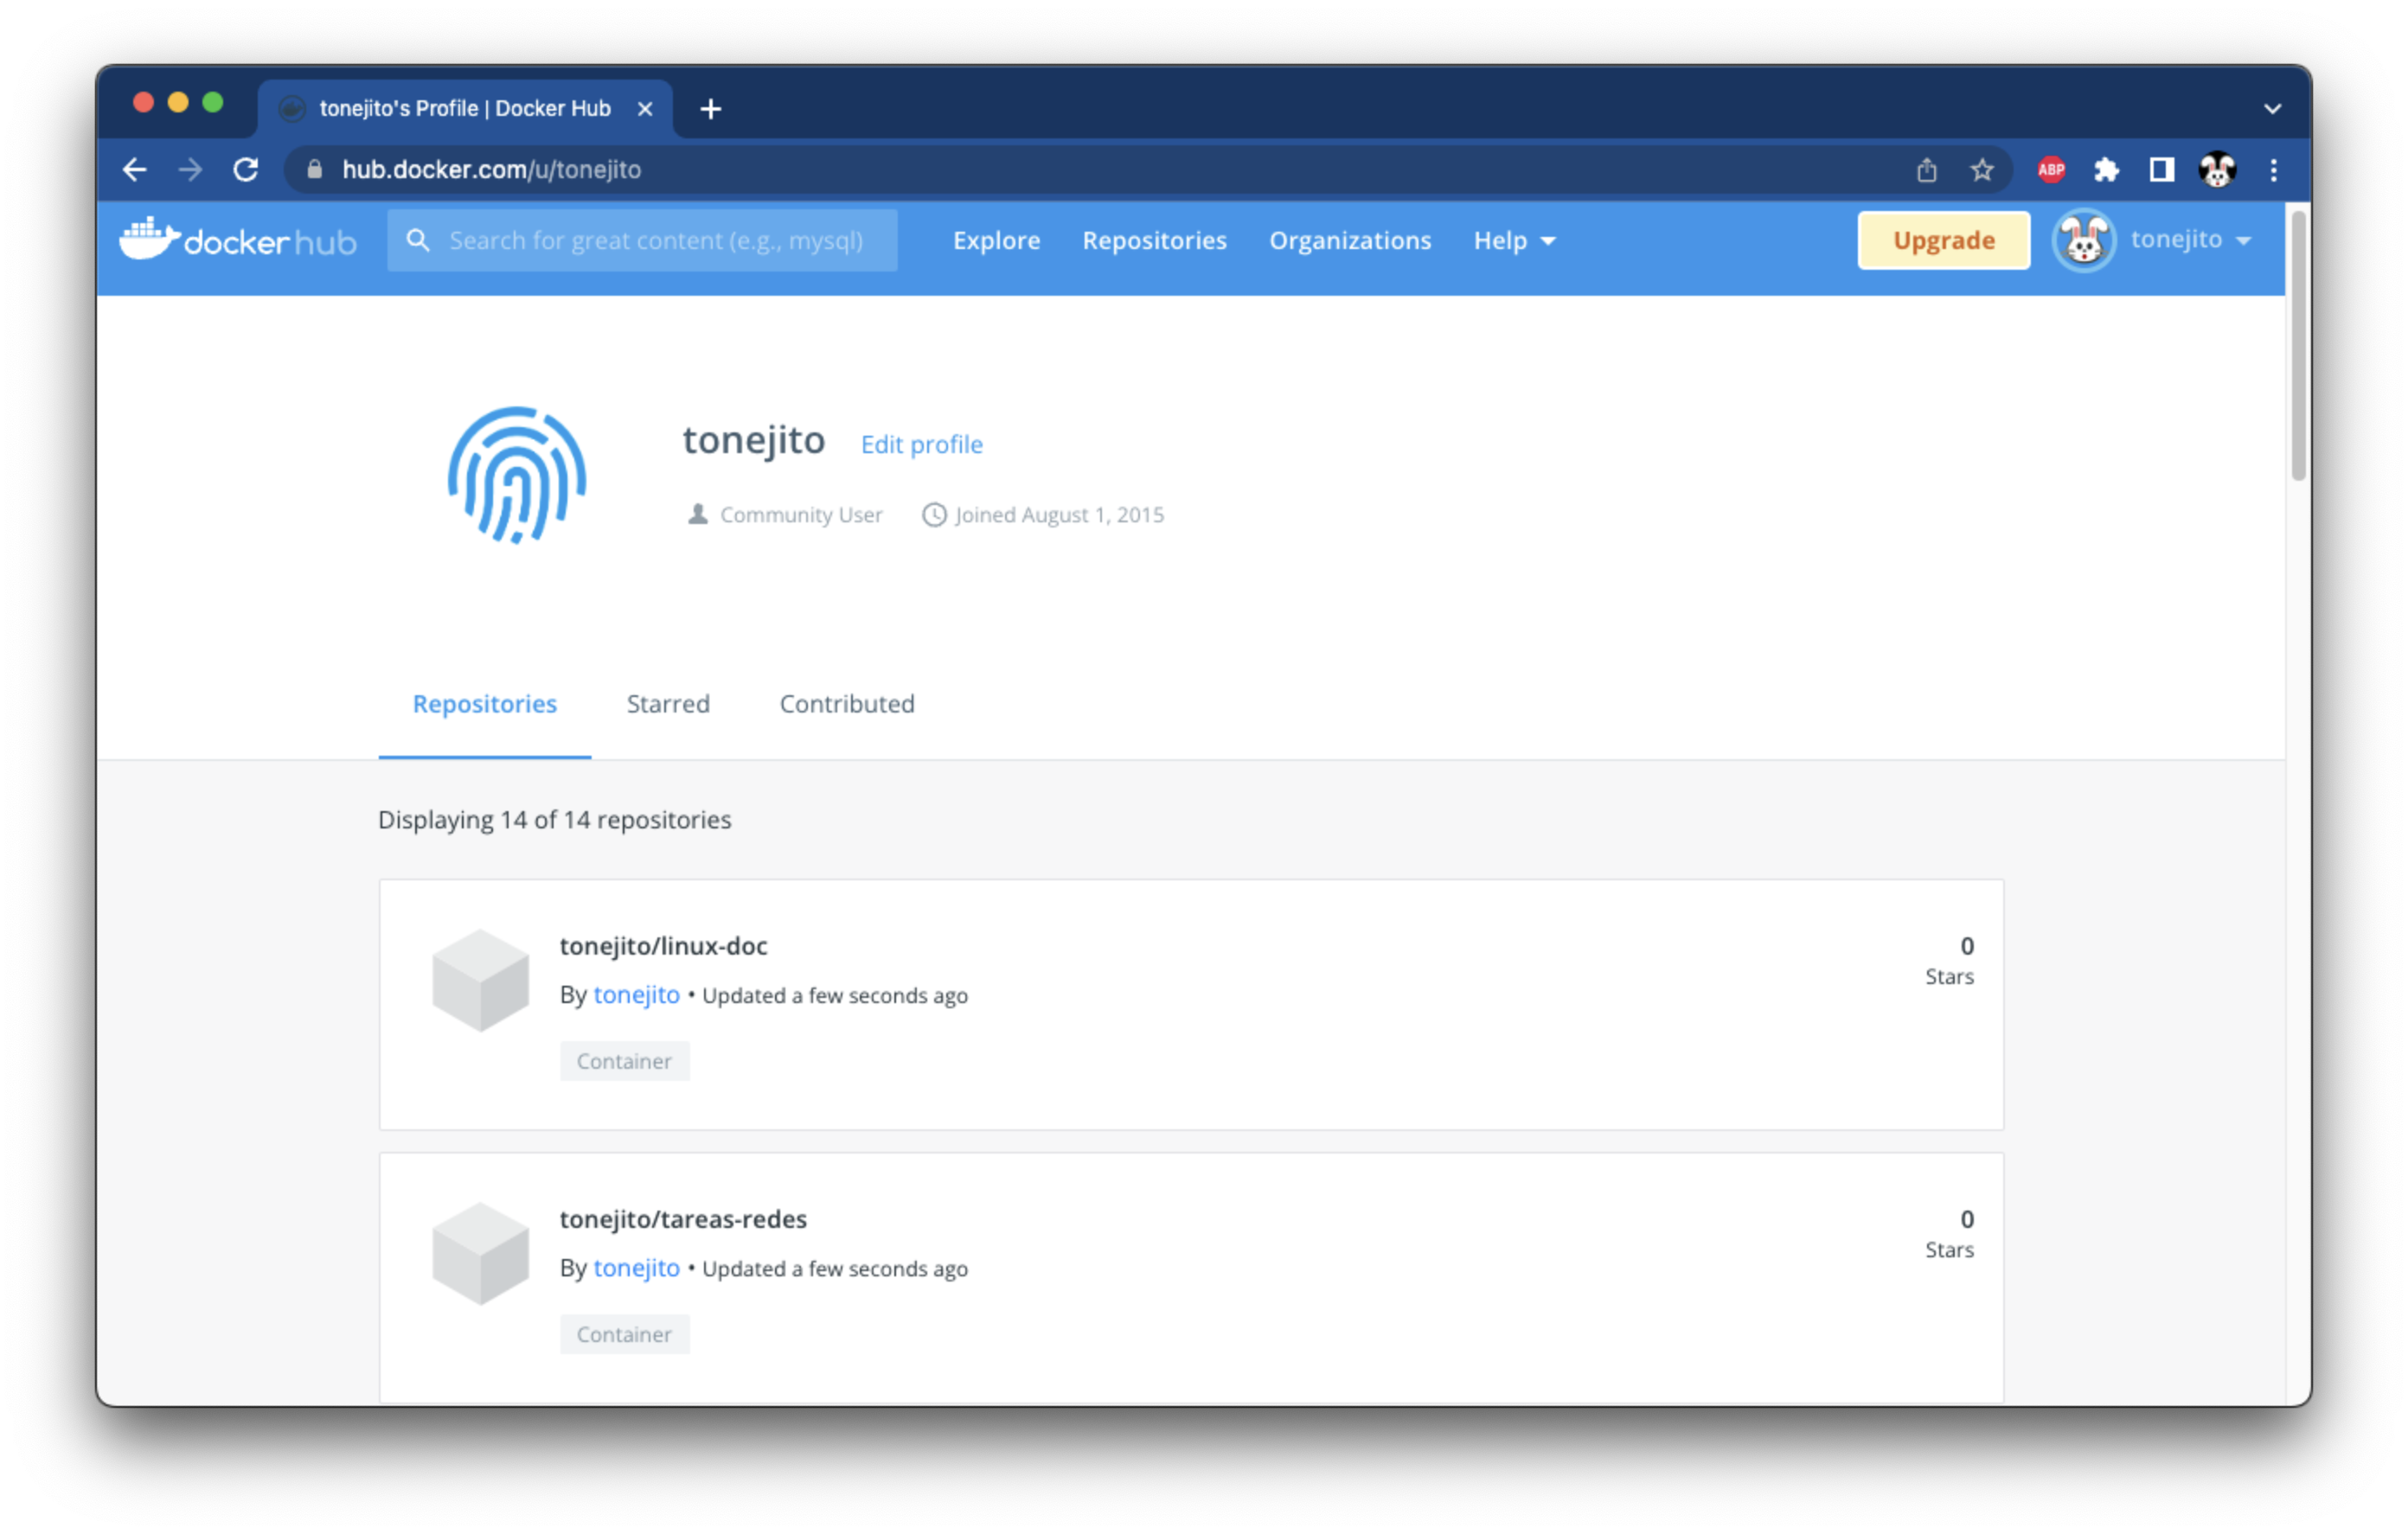 tonejito's Profile | Docker Hub
hub.docker.com/u/tonejito
ABP
docker hub
Search for great content (e.g., mysql)
Explore
Repositories
Organizations
Help
Upgrade
tonejito
tonejito
Edit profile
Community User
Joined August 1, 2015
Repositories
Starred
Contributed
Displaying 14 of 14 repositories
tonejito/linux-doc
0
Stars
By tonejito • Updated a few seconds ago
Container
tonejito/tareas-redes
0
Stars
By tonejito • Updated a few seconds ago
Container